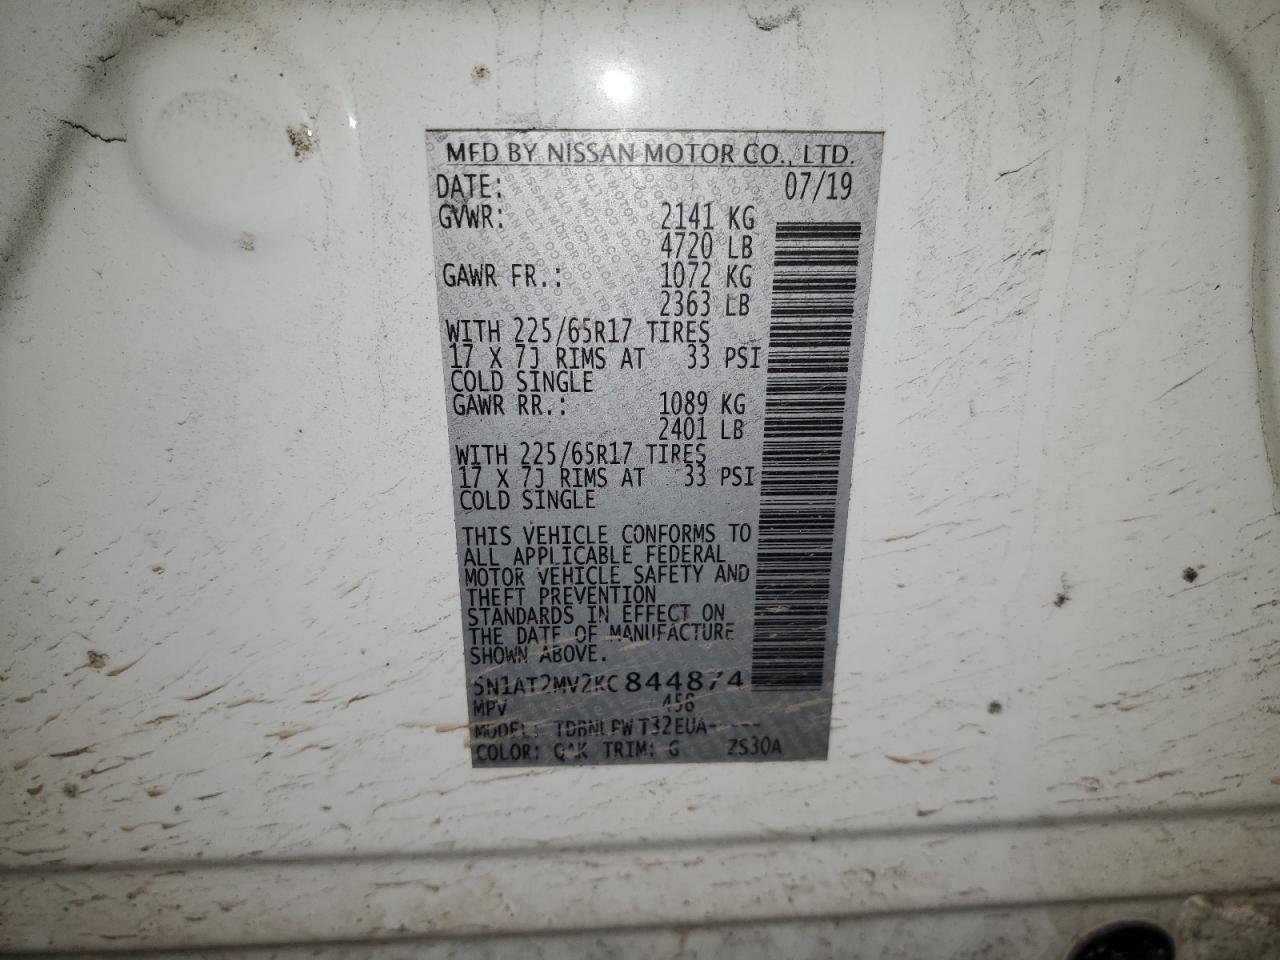 MFD BY NISSAN MOTOR CO., LTD.
DATE: 07/19
GVWR: 2141 KG
4720 LB
GAWR FR.: 1072 KG
2363 LB
WITH 225/65R17 TIRES
17 X 7J RIMS AT 33 PSI
COLD SINGLE
GAWR RR.: 1089 KG
2401 LB
WITH 225/65R17 TIRES
17 X 7J RIMS AT 33 PSI
COLD SINGLE
THIS VEHICLE CONFORMS TO
ALL APPLICABLE FEDERAL
MOTOR VEHICLE SAFETY AND
THEFT PREVENTION
STANDARDS IN EFFECT ON
THE DATE OF MANUFACTURE
SHOWN ABOVE.
5N1AT2MV2KC844874
MPV 458
MODEL: T32EUA-----
COLOR: QAK TRIM: G ZS30A